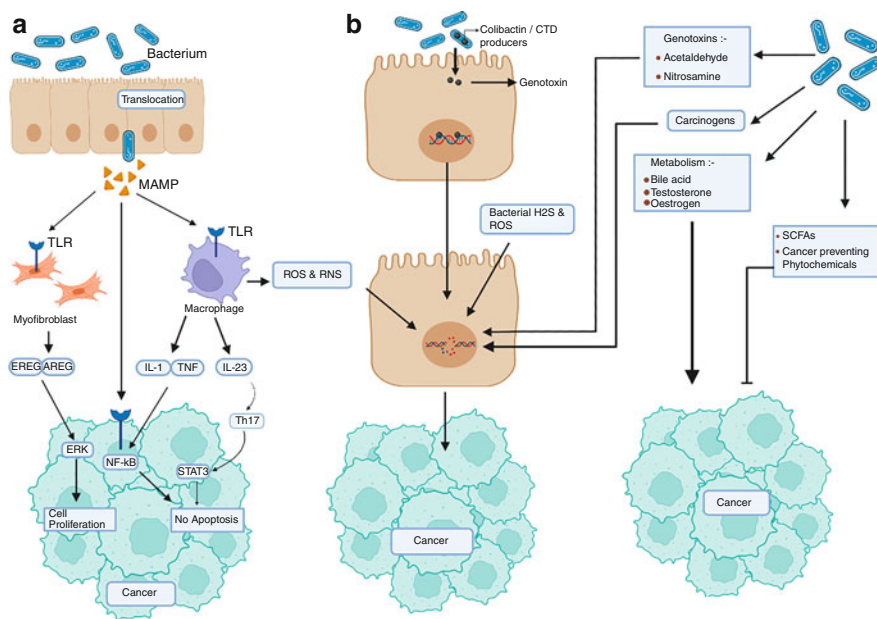 a
Bacterium
Translocation
MAMP
TLR
TLR
Myofibroblast
Macrophage
ROS & RNS
EREG
AREG
IL-1
TNF
IL-23
Th17
ERK
NF-kB
STAT3
Cell
Proliferation
No Apoptosis
Cancer
b
Colibactin / CTD
producers
Genotoxin
Bacterial H2S &
ROS
Cancer
Genotoxins :-
Acetaldehyde
Nitrosamine
Carcinogens
Metabolism :-
Bile acid
Testosterone
Oestrogen
SCFAs
Cancer preventing
Phytochemicals
Cancer